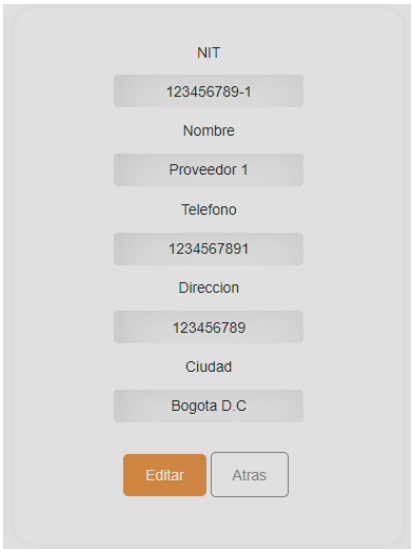 NIT
123456789-1
Nombre
Proveedor 1
Telefono
1234567891
Direccion
123456789
Ciudad
Bogota D.C
Editar Atras